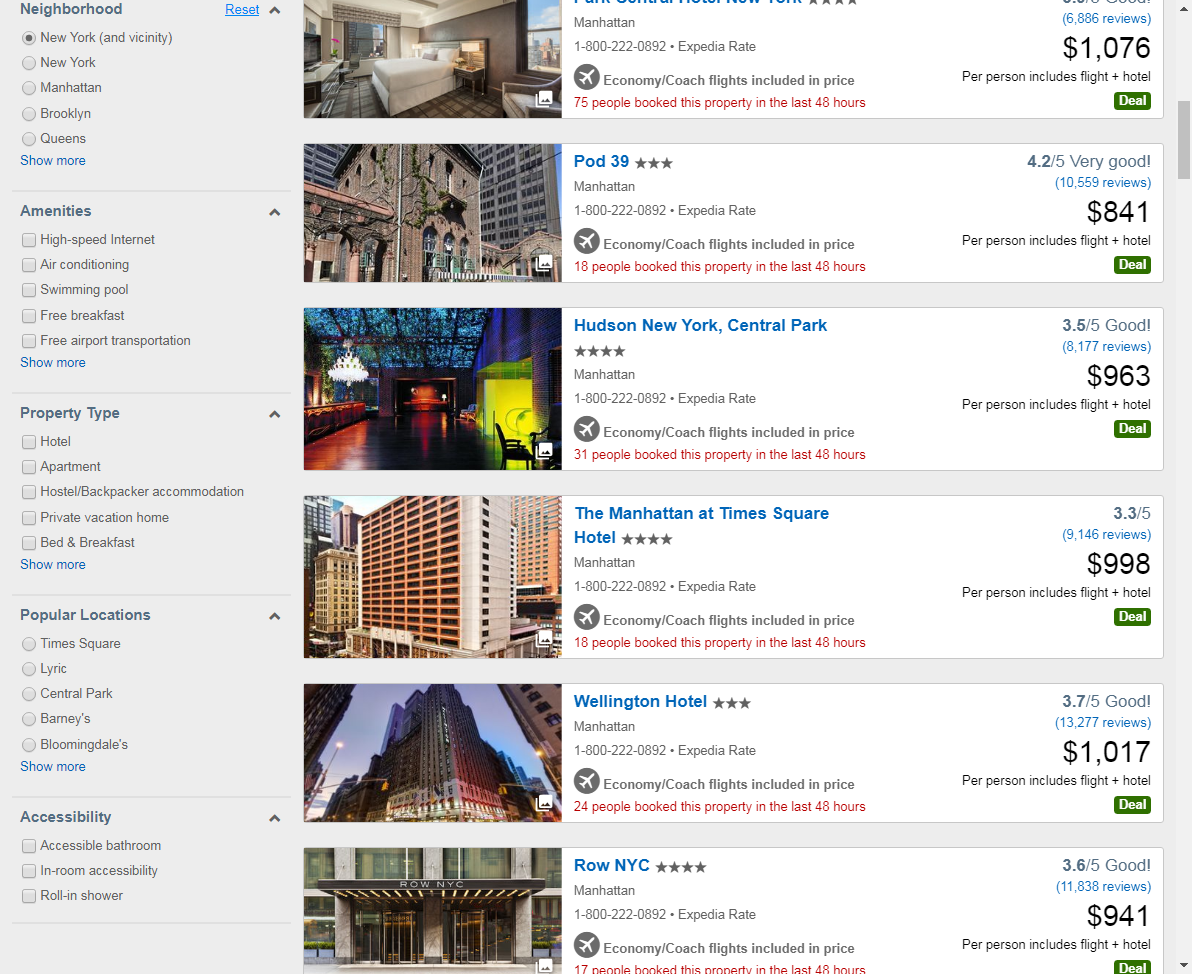 Neighborhood
Reset
New York (and vicinity)
New York
Manhattan
Brooklyn
Queens
Show more
Amenities
High-speed Internet
Air conditioning
Swimming pool
Free breakfast
Free airport transportation
Show more
Property Type
Hotel
Apartment
Hostel/Backpacker accommodation
Private vacation home
Bed & Breakfast
Show more
Popular Locations
Times Square
Lyric
Central Park
Barney's
Bloomingdale's
Show more
Accessibility
Accessible bathroom
In-room accessibility
Roll-in shower
Park Central Hotel New York
Manhattan
1-800-222-0892 • Expedia Rate
Economy/Coach flights included in price
75 people booked this property in the last 48 hours
(6,886 reviews)
$1,076
Per person includes flight + hotel
Deal
Pod 39
Manhattan
1-800-222-0892 • Expedia Rate
Economy/Coach flights included in price
18 people booked this property in the last 48 hours
4.2/5 Very good!
(10,559 reviews)
$841
Per person includes flight + hotel
Deal
Hudson New York, Central Park
Manhattan
1-800-222-0892 • Expedia Rate
Economy/Coach flights included in price
31 people booked this property in the last 48 hours
3.5/5 Good!
(8,177 reviews)
$963
Per person includes flight + hotel
Deal
The Manhattan at Times Square
Hotel
Manhattan
1-800-222-0892 • Expedia Rate
Economy/Coach flights included in price
18 people booked this property in the last 48 hours
3.3/5
(9,146 reviews)
$998
Per person includes flight + hotel
Deal
Wellington Hotel
Manhattan
1-800-222-0892 • Expedia Rate
Economy/Coach flights included in price
24 people booked this property in the last 48 hours
3.7/5 Good!
(13,277 reviews)
$1,017
Per person includes flight + hotel
Deal
ROW NYC
Row NYC
Manhattan
1-800-222-0892 • Expedia Rate
Economy/Coach flights included in price
17 people booked this property in the last 48 hours
3.6/5 Good!
(11,838 reviews)
$941
Per person includes flight + hotel
Deal